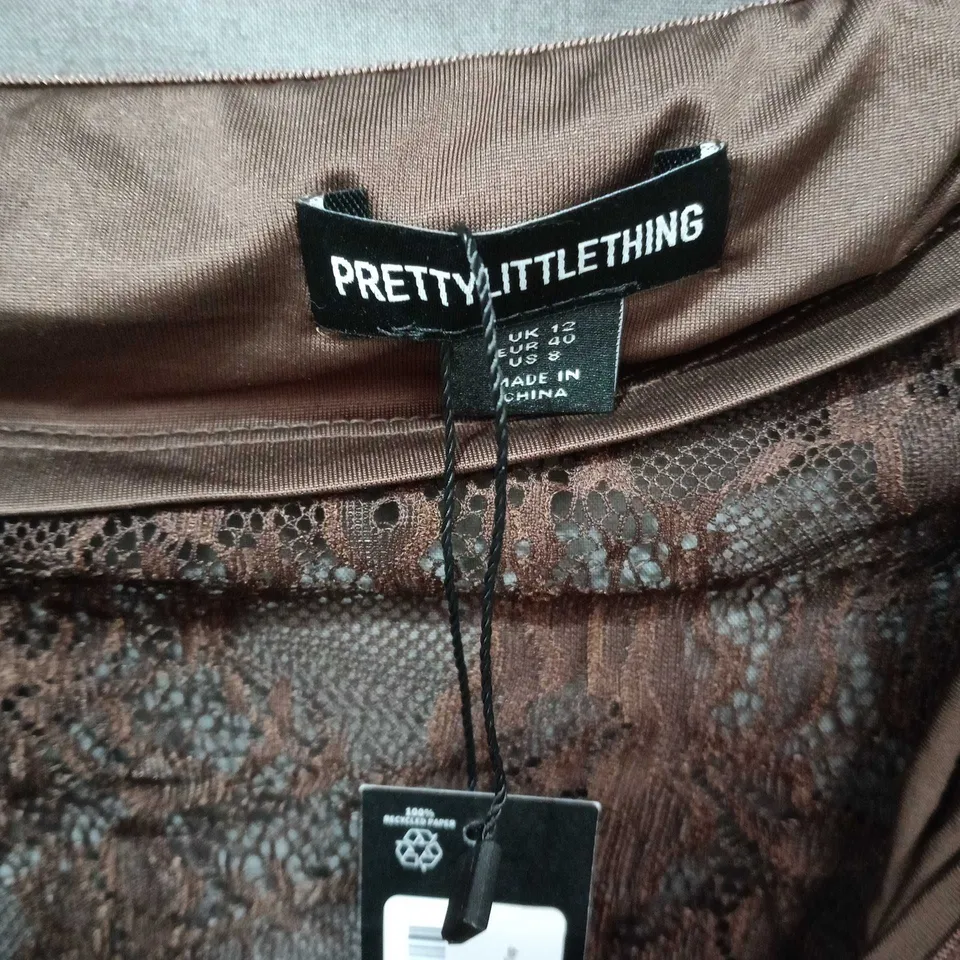 PRETTYLITTLETHING
UK 12
EUR 40
US 8
MADE IN
CHINA
100%
RECYCLED PAPER